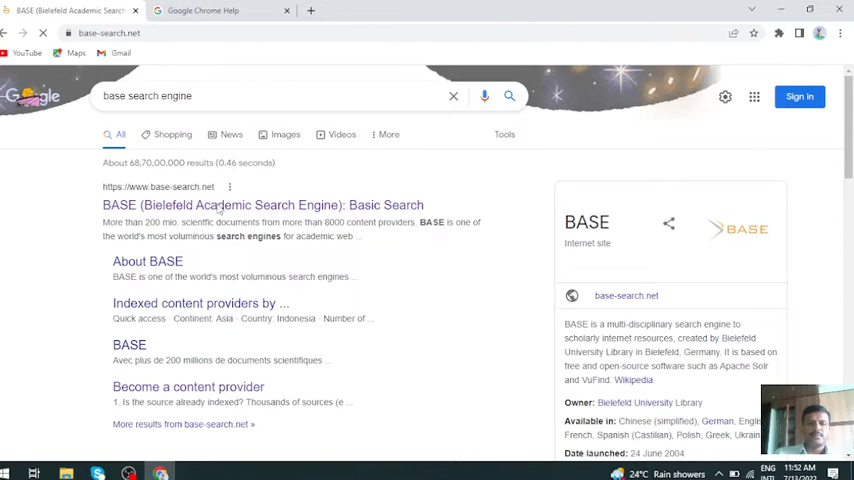 BASE (Bielefeld Academic Search
Google Chrome Help
base-search.net
YouTube Maps Gmail
Google
base search engine
Sign in
All Shopping News Images Videos More Tools
About 68,70,00,000 results (0.46 seconds)
https://www.base-search.net
BASE (Bielefeld Academic Search Engine): Basic Search
More than 200 mio. scientfic documents from more than 8000 content providers. BASE is one of
the world's most voluminous search engines for academic web ...
About BASE
BASE is one of the world's most voluminous search engines ...
Indexed content providers by ...
Quick access · Continent: Asia · Country: Indonesia · Number of ...
BASE
Avec plus de 200 millions de documents scientifiques ...
Become a content provider
1. Is the source already indexed? Thousands of sources (e ...
More results from base-search.net »
BASE
Internet site
BASE
base-search.net
BASE is a multi-disciplinary search engine to
scholarly internet resources, created by Bielefeld
University Library in Bielefeld, Germany. It is based
on free and open-source software such as Apache Solr
and VuFind. Wikipedia
Owner: Bielefeld University Library
Available in: Chinese (simplified), German, Englis
French, Spanish (Castilian), Polish, Greek, Ukrain
Date launched: 24 June 2004
24°C Rain showers
ENG
INTL
11:52 AM
7/13/2022